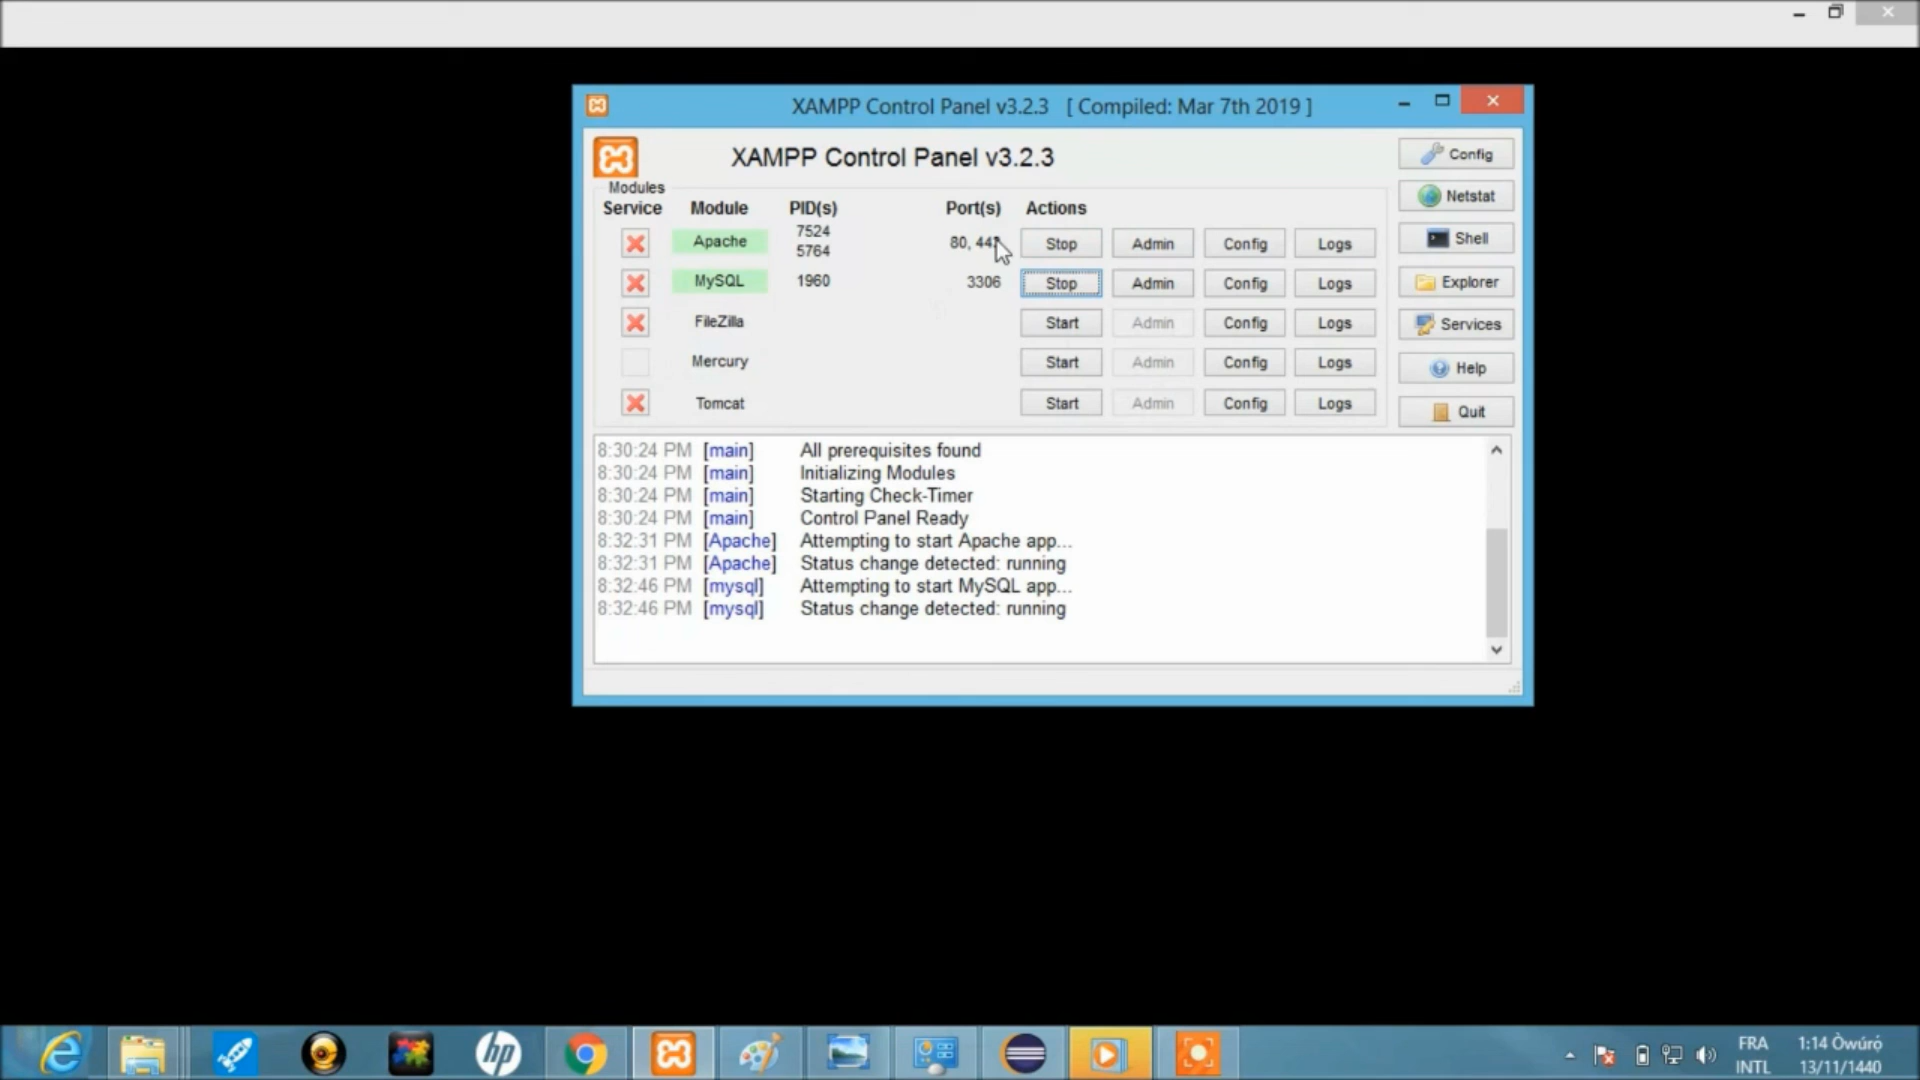 XAMPP Control Panel v3.2.3 [ Compiled: Mar 7th 2019 ]
XAMPP Control Panel v3.2.3
Config
Modules
Service Module PID(s) Port(s) Actions
Netstat
Apache 7524 5764 80, Stop Admin Config Logs
Shell
MySQL 1960 3306 Stop Admin Config Logs
Explorer
FileZilla Start Admin Config Logs
Services
Mercury Start Admin Config Logs
Help
Tomcat Start Admin Config Logs
Quit
8:30:24 PM [main] All prerequisites found
8:30:24 PM [main] Initializing Modules
8:30:24 PM [main] Starting Check-Timer
8:30:24 PM [main] Control Panel Ready
8:32:31 PM [Apache] Attempting to start Apache app...
8:32:31 PM [Apache] Status change detected: running
8:32:46 PM [mysql] Attempting to start MySQL app...
8:32:46 PM [mysql] Status change detected: running
hp
FRA 1:14 Òwúrọ́
INTL 13/11/1440